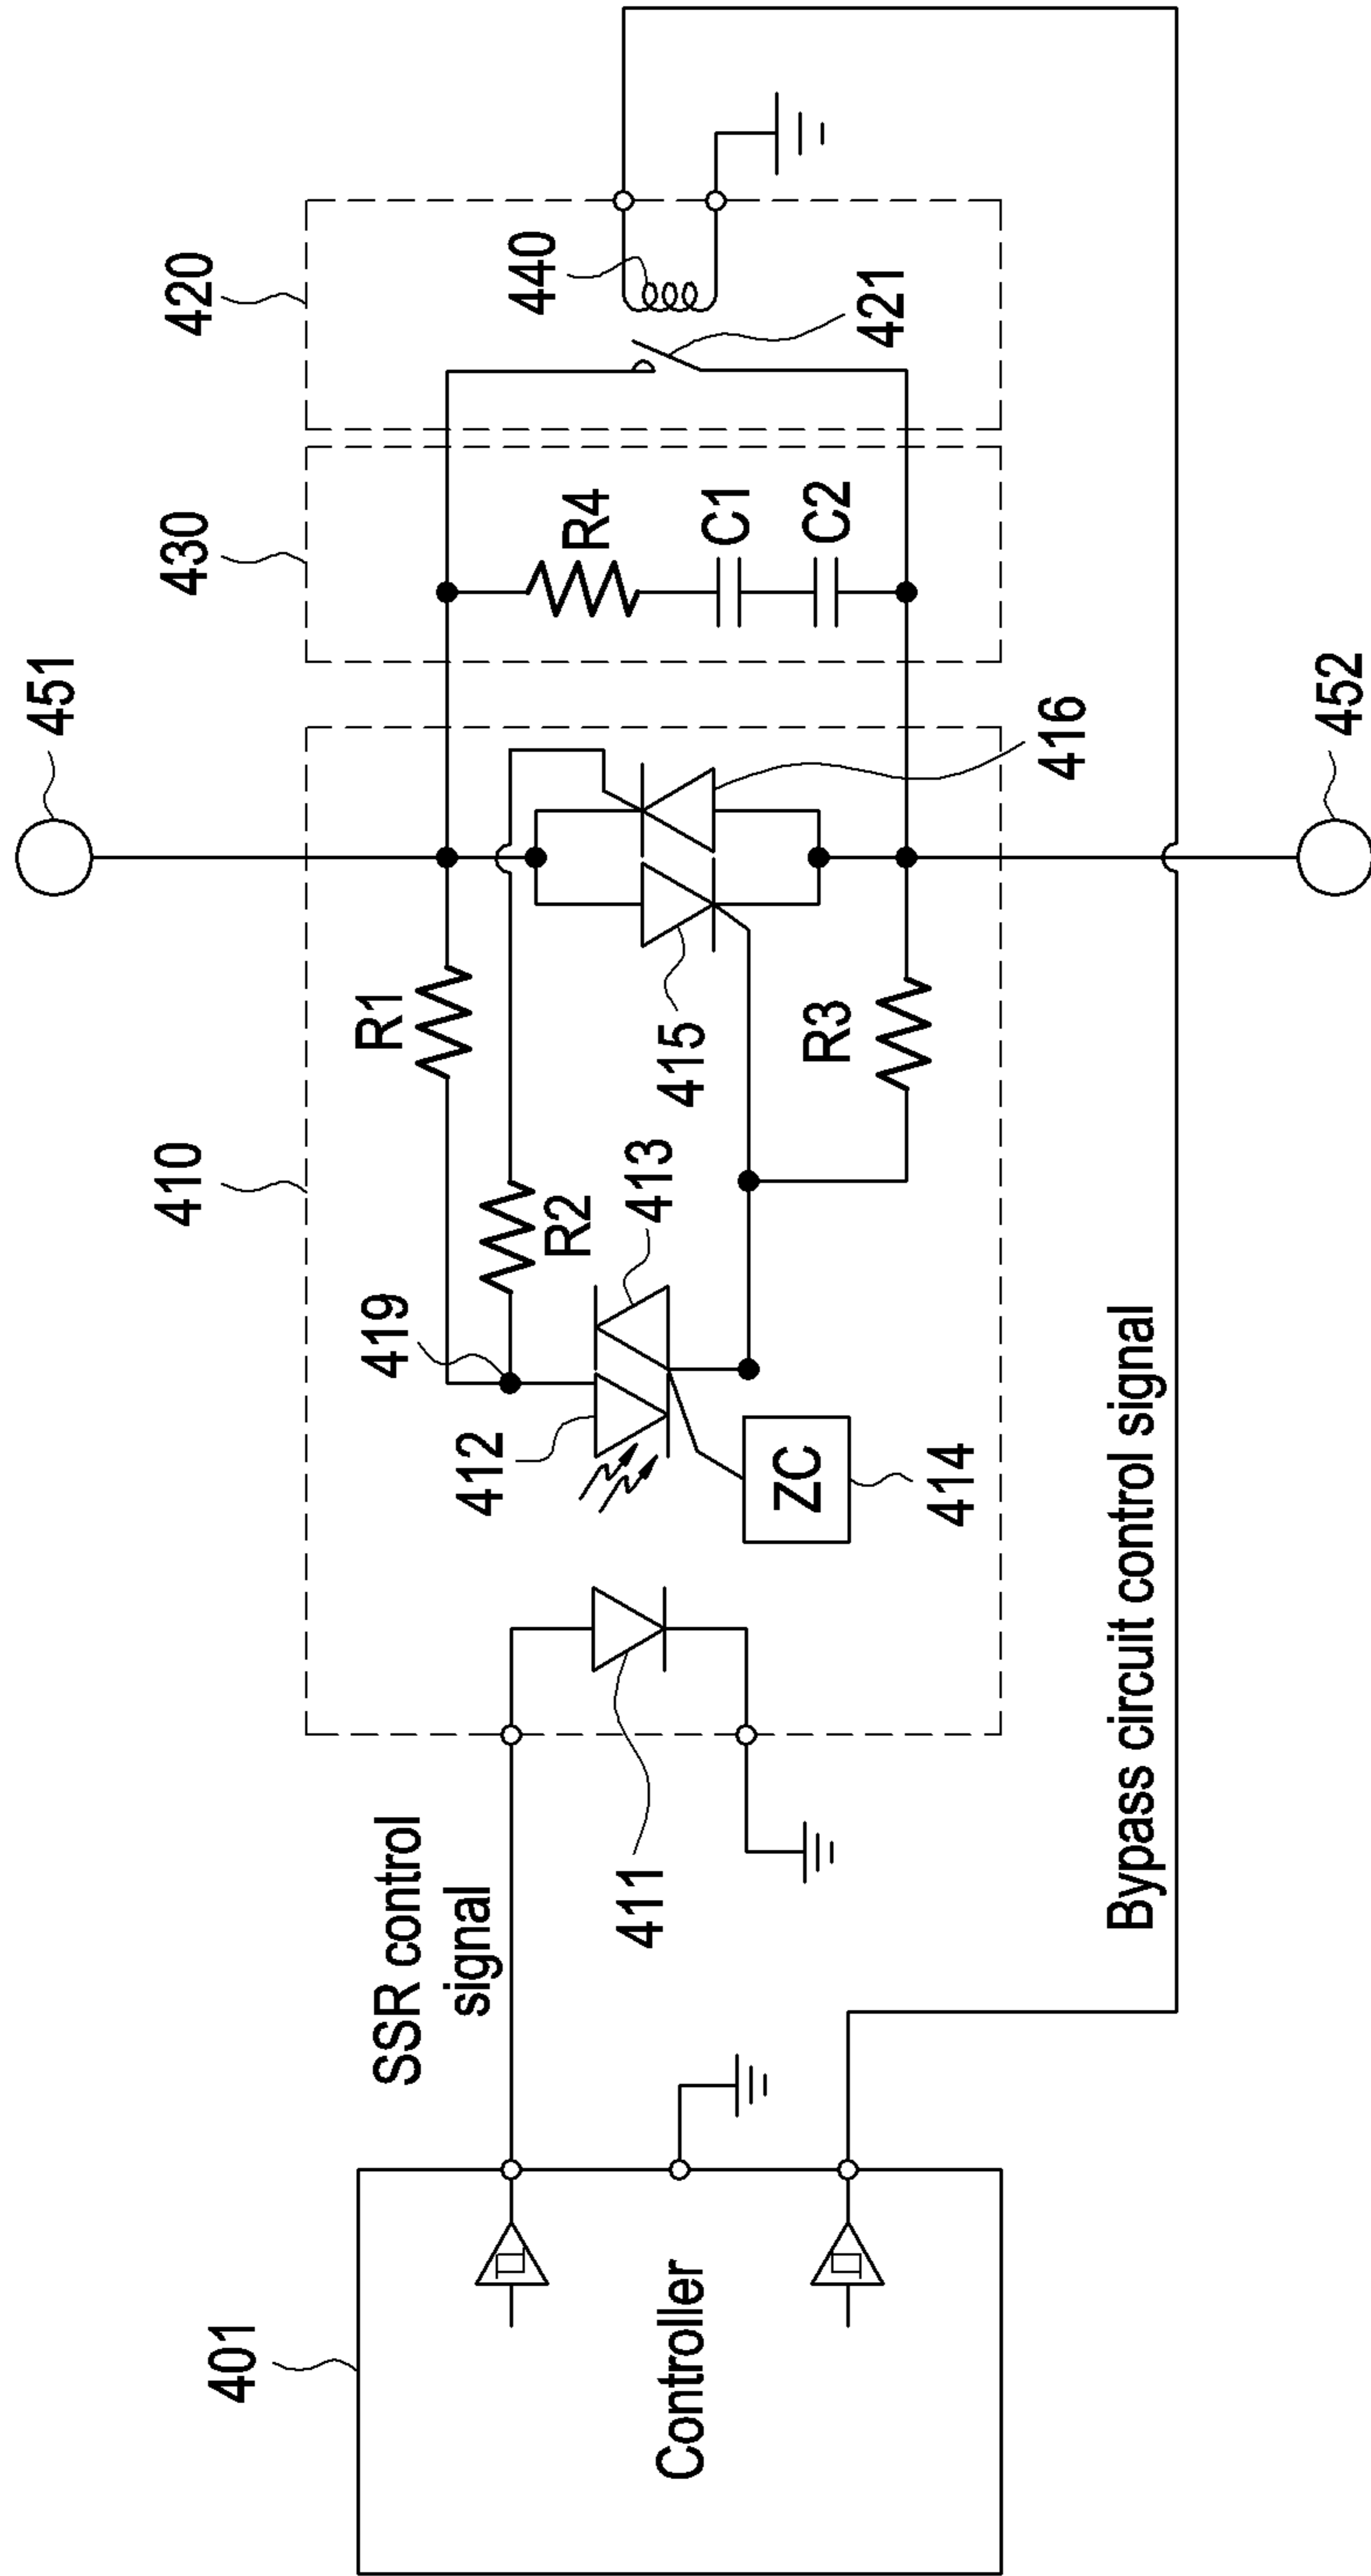 451
410
430
420
R1
R4
440
SSR control
signal
419
R2
401
412
413
C1
411
415
C2
421
Controller
ZC
R3
416
414
Bypass circuit control signal
452